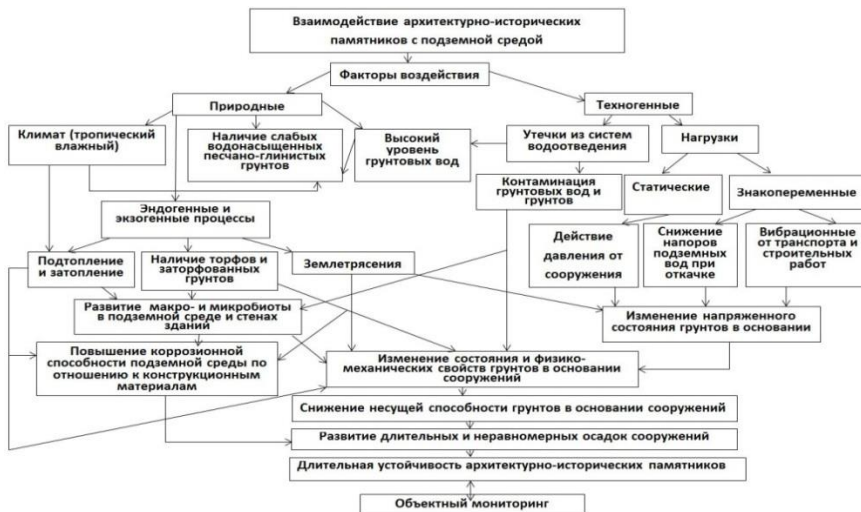 Взаимодействие архитектурно-исторических
памятников с подземной средой
Факторы воздействия
Природные
Техногенные
Климат (тропический
влажный)
Наличие слабых
водонасыщенных
песчано-глинистых
грунтов
Высокий
уровень
грунтовых вод
Утечки из систем
водоотведения
Нагрузки
Контаминация
грунтовых вод и
грунтов
Статические
Знакопеременные
Эндогенные и
экзогенные процессы
Подтопление
и затопление
Наличие торфов и
заторфованных
грунтов
Землетрясения
Действие
давления от
сооружения
Снижение
напоров
подземных
вод при
откачке
Вибрационные
от транспорта и
строительных
работ
Развитие макро- и микробиоты
в подземной среде и стенах
зданий
Изменение напряженного
состояния грунтов в основании
Повышение коррозионной
способности подземной среды по
отношению к конструкционным
материалам
Изменение состояния и физико-
механических свойств грунтов в основании
сооружений
Снижение несущей способности грунтов в основании сооружений
Развитие длительных и неравномерных осадок сооружений
Длительная устойчивость архитектурно-исторических памятников
Объектный мониторинг